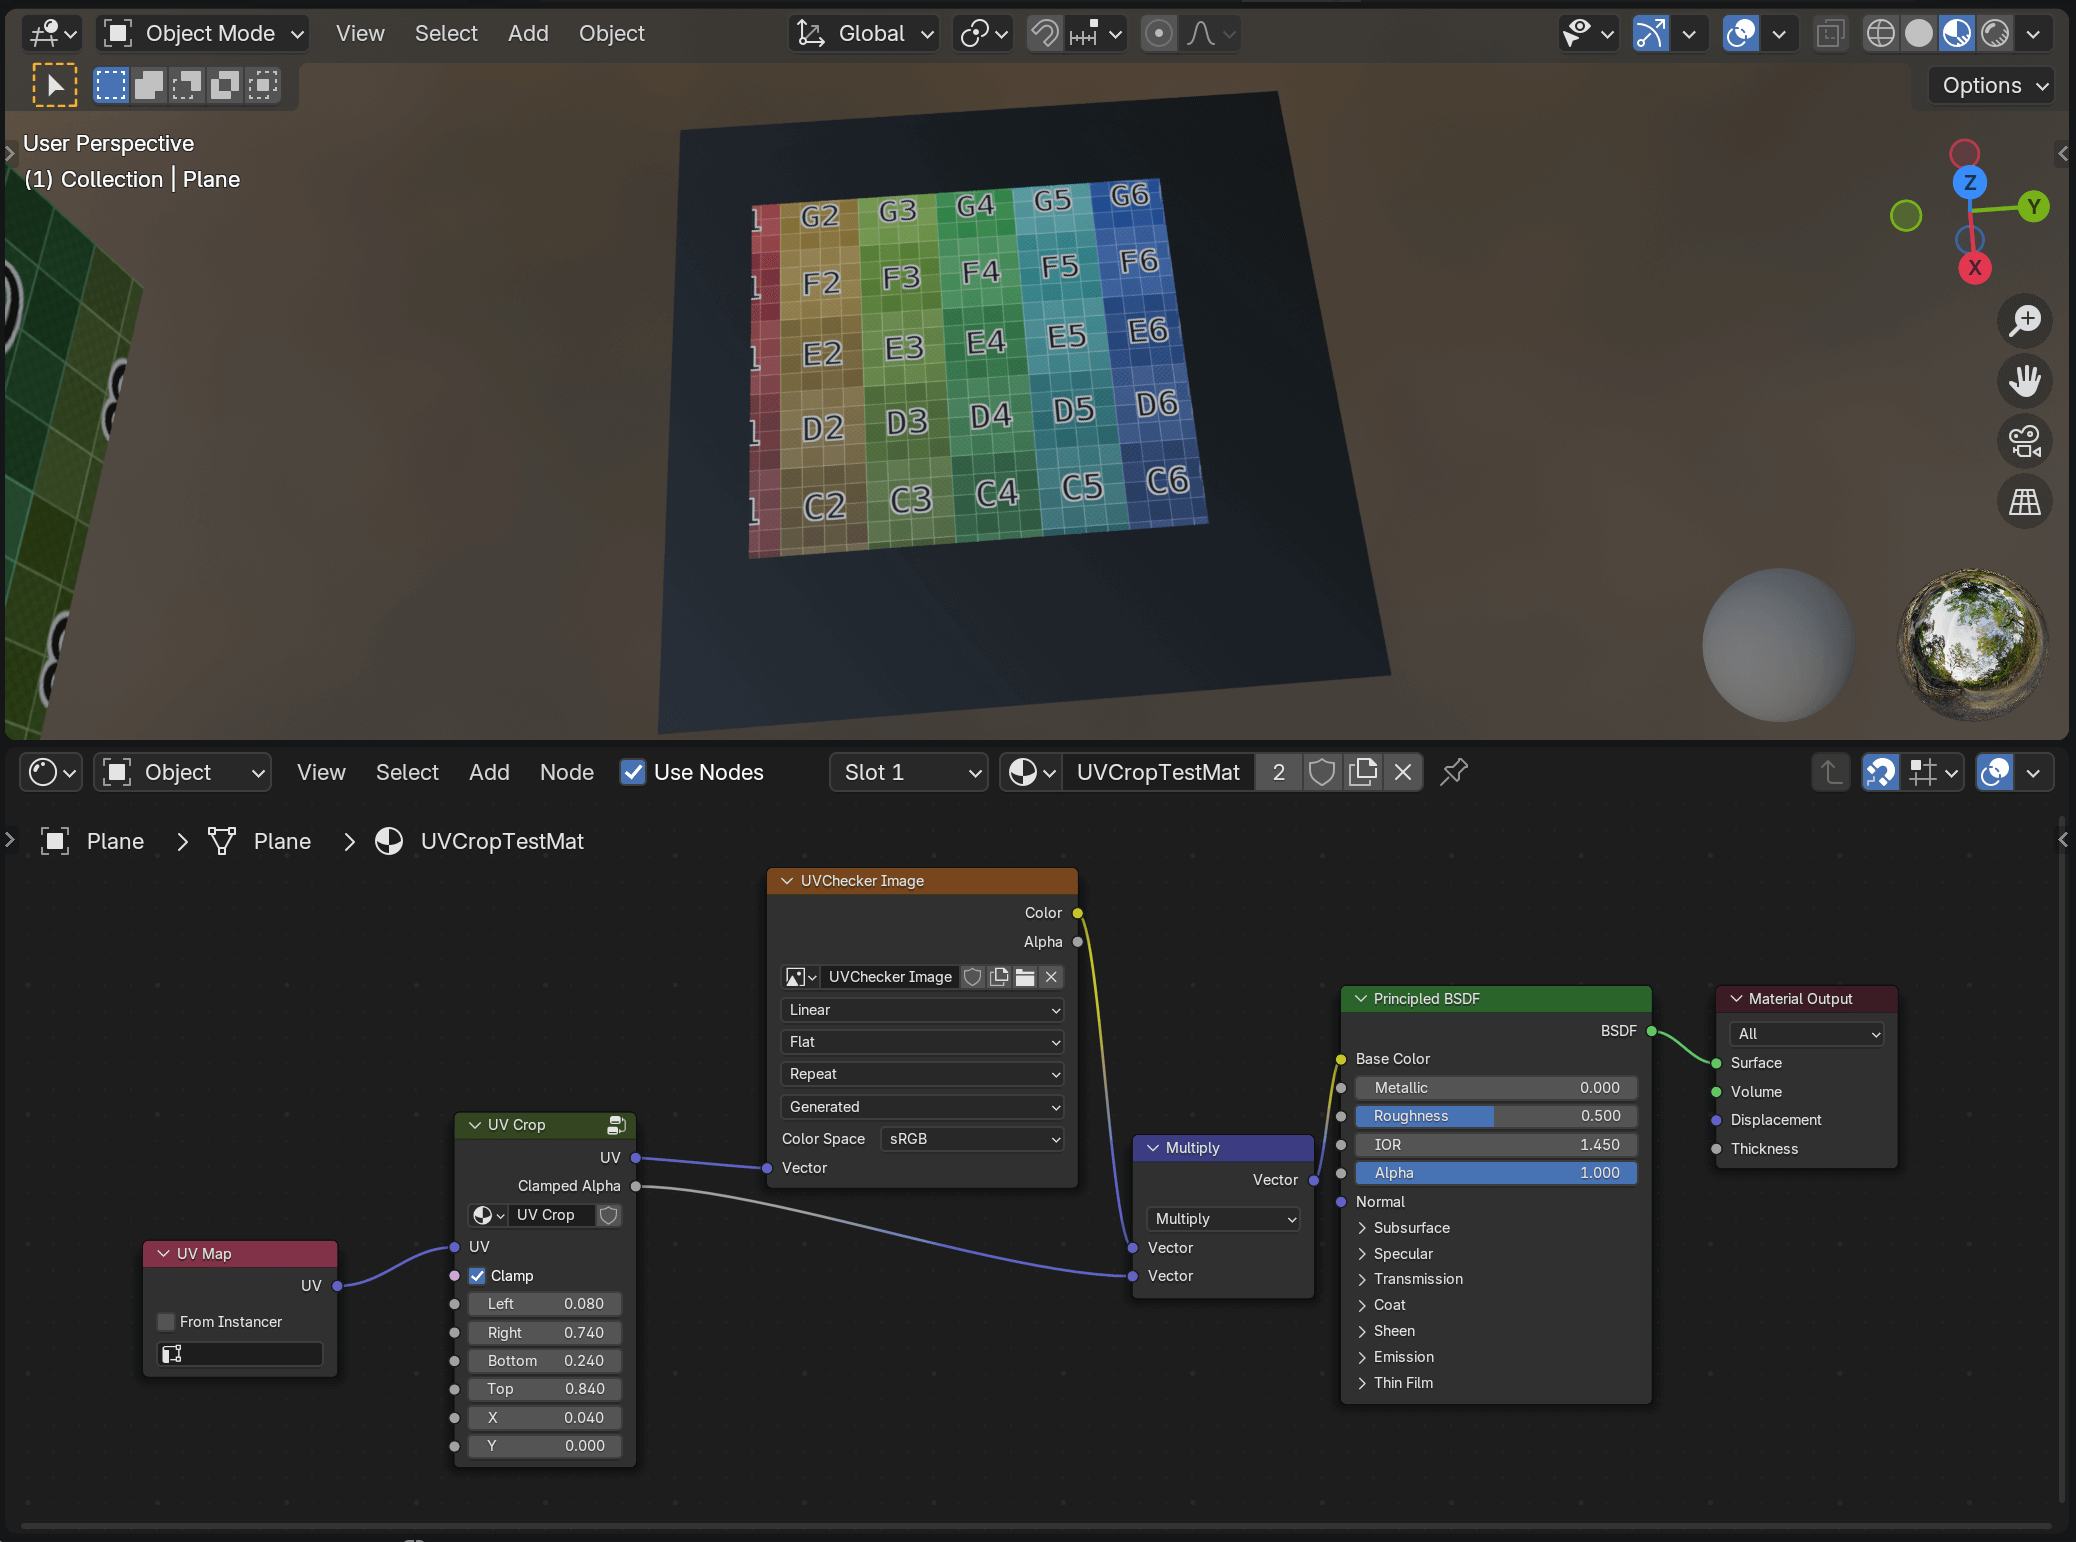 Object Mode View Select Add Object Global
Options
User Perspective
(1) Collection | Plane
Z
Y
X
G2 G3 G4 G5 G6
F2 F3 F4 F5 F6
E2 E3 E4 E5 E6
D2 D3 D4 D5 D6
C2 C3 C4 C5 C6
Object View Select Add Node Use Nodes Slot 1 UVCropTestMat 2
Plane > Plane > UVCropTestMat
UV Map
UV
From Instancer
UV Crop
UV
Clamped Alpha
UV Crop
UV
Clamp
Left 0.080
Right 0.740
Bottom 0.240
Top 0.840
X 0.040
Y 0.000
UVChecker Image
Color
Alpha
UVChecker Image
Linear
Flat
Repeat
Generated
Color Space sRGB
Vector
Multiply
Vector
Multiply
Vector
Vector
Principled BSDF
BSDF
Base Color
Metallic 0.000
Roughness 0.500
IOR 1.450
Alpha 1.000
Normal
Subsurface
Specular
Transmission
Coat
Sheen
Emission
Thin Film
Material Output
All
Surface
Volume
Displacement
Thickness